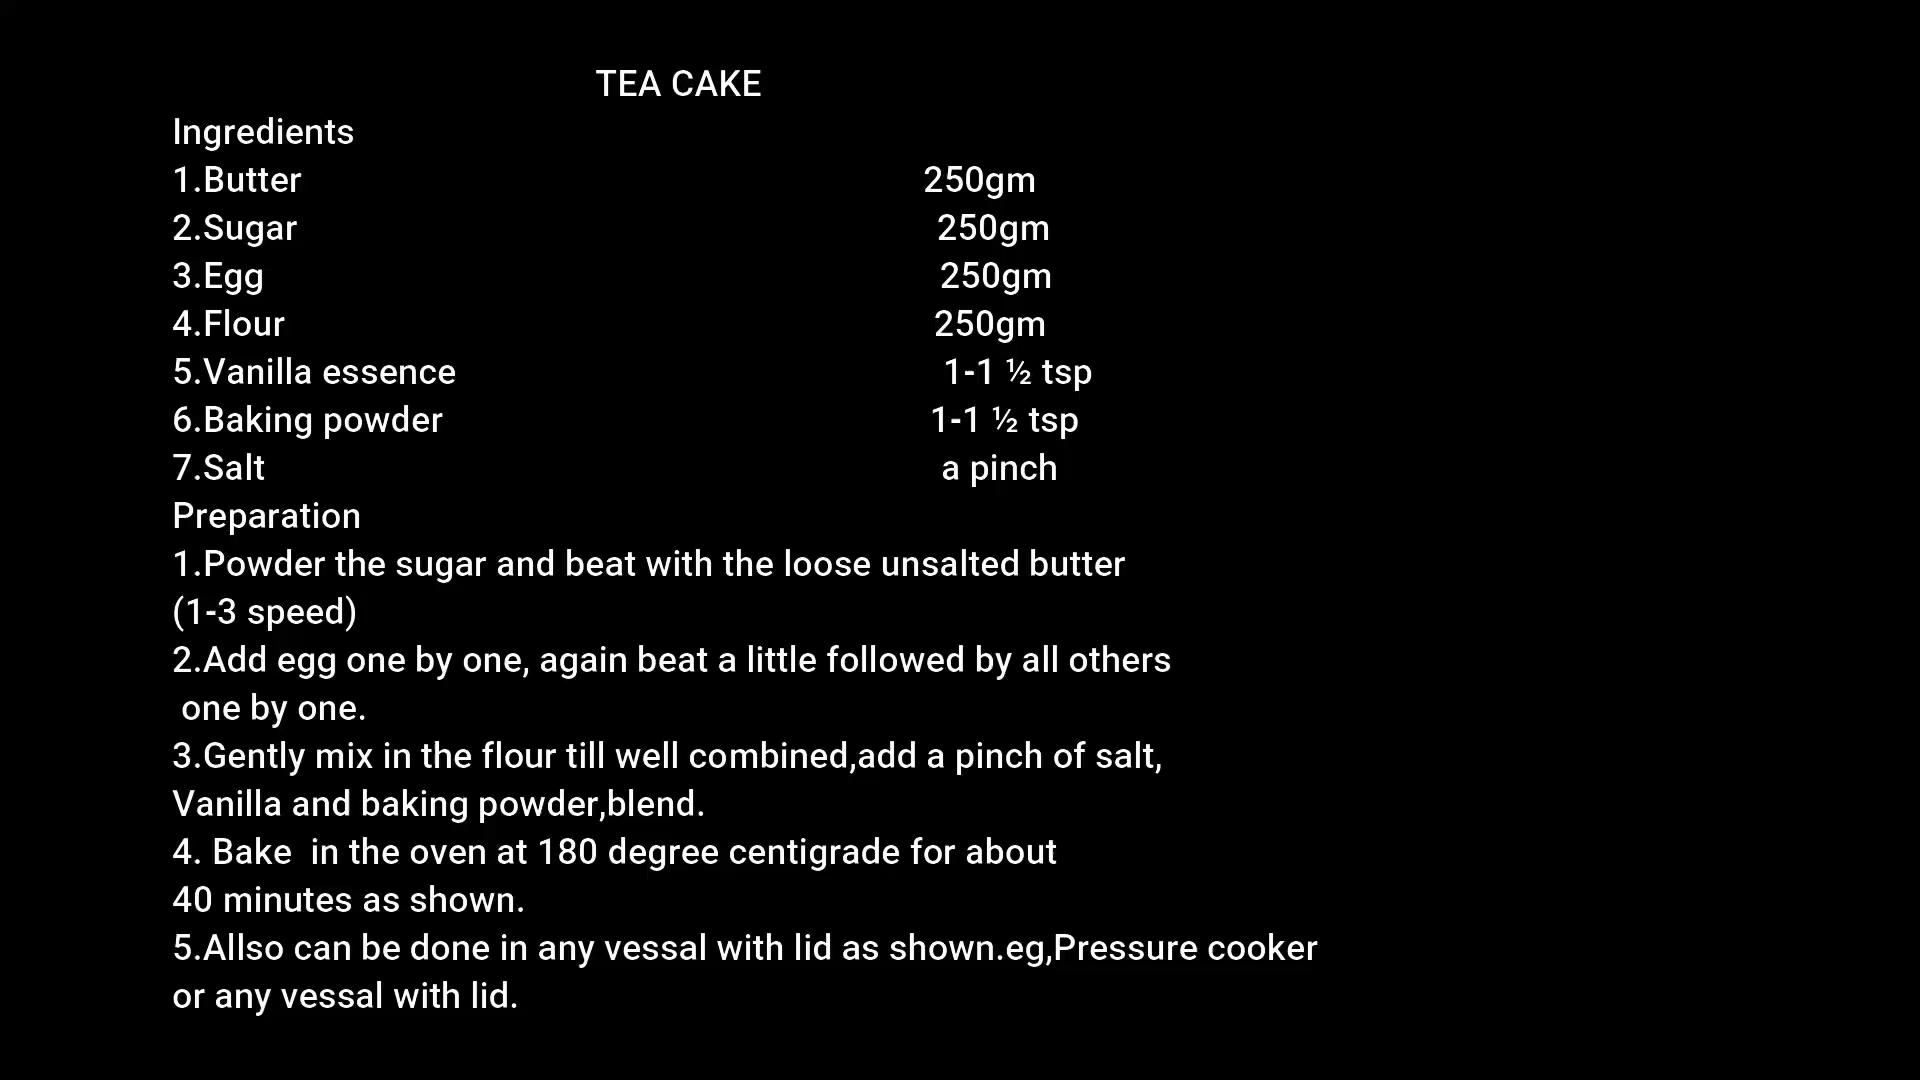 TEA CAKE
Ingredients
1.Butter 250gm
2.Sugar 250gm
3.Egg 250gm
4.Flour 250gm
5.Vanilla essence 1-1 ½ tsp
6.Baking powder 1-1 ½ tsp
7.Salt a pinch
Preparation
1.Powder the sugar and beat with the loose unsalted butter
(1-3 speed)
2.Add egg one by one, again beat a little followed by all others
one by one.
3.Gently mix in the flour till well combined,add a pinch of salt,
Vanilla and baking powder,blend.
4. Bake  in the oven at 180 degree centigrade for about
40 minutes as shown.
5.Allso can be done in any vessal with lid as shown.eg,Pressure cooker
or any vessal with lid.